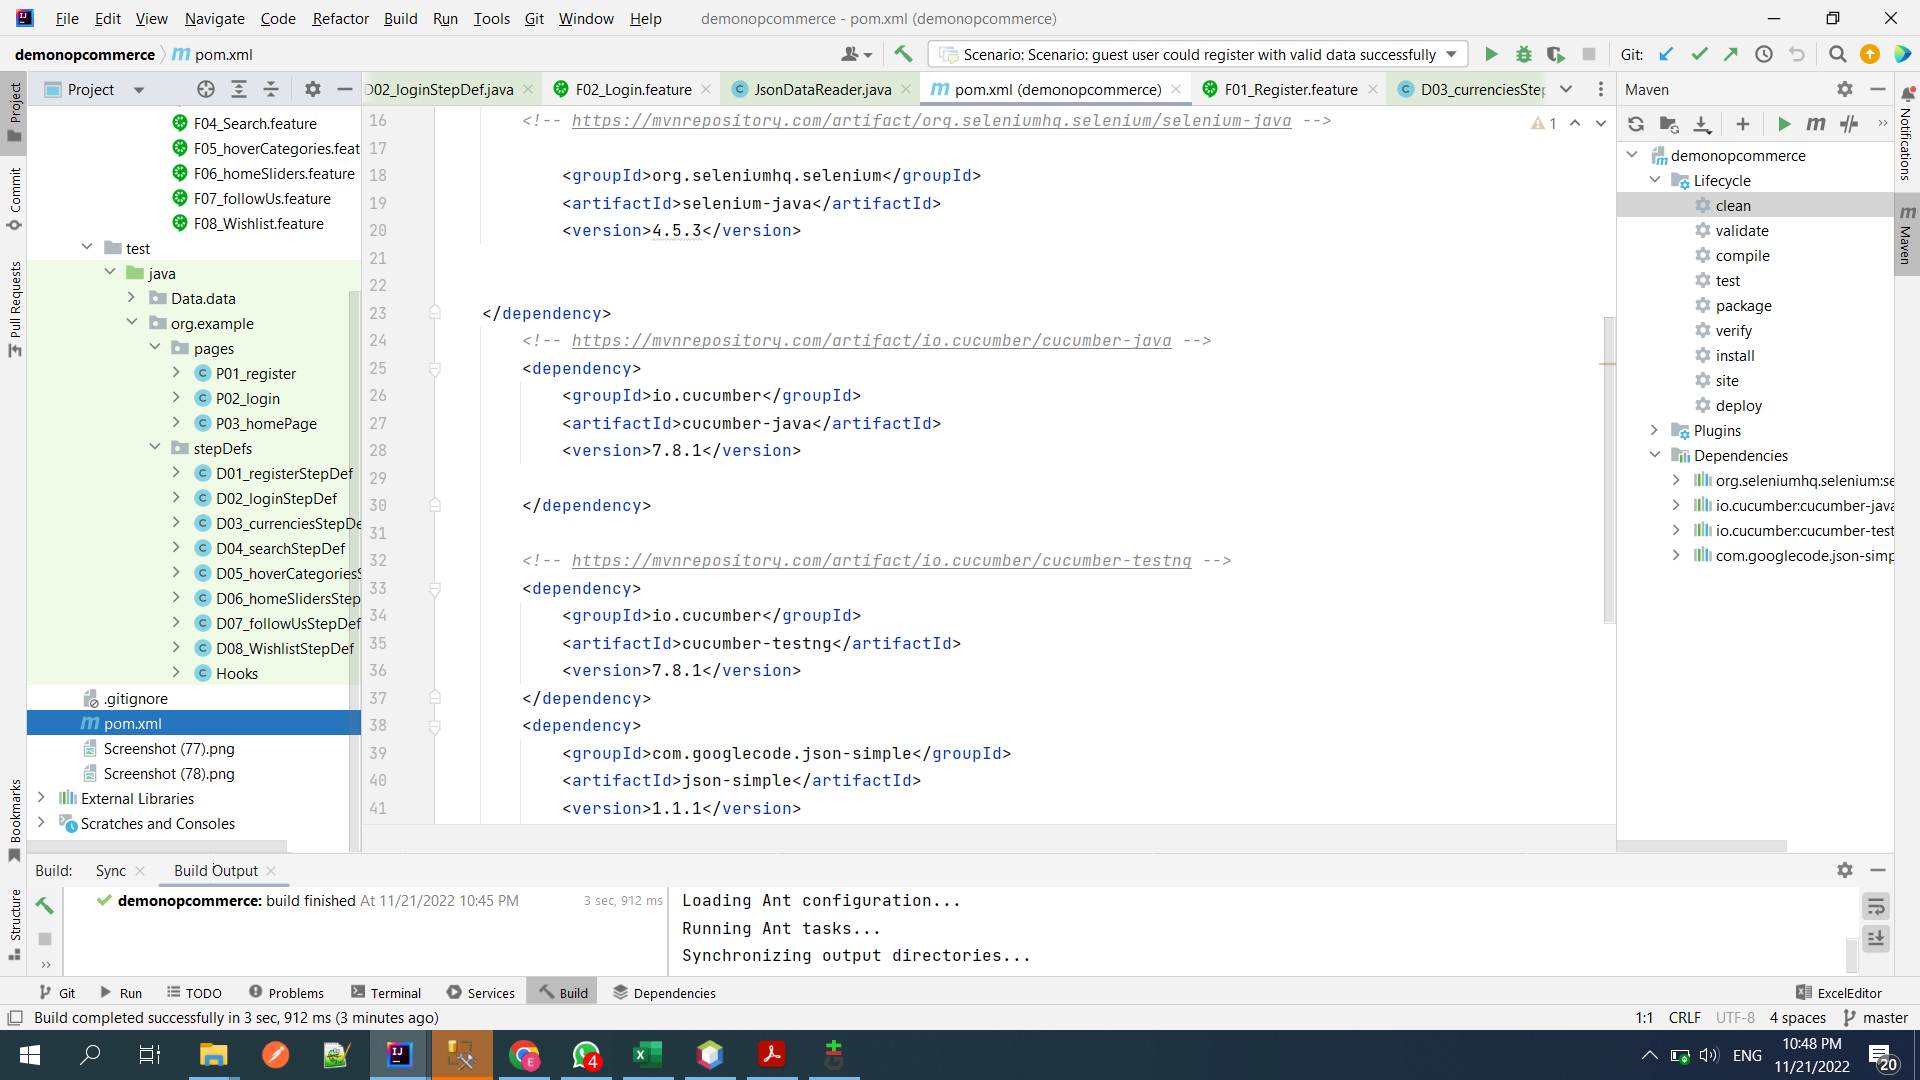 File Edit View Navigate Code Refactor Build Run Tools Git Window Help demonopcommerce - pom.xml (demonopcommerce)
demonopcommerce pom.xml
Scenario: Scenario: guest user could register with valid data successfully
Git:
Project
D02_loginStepDef.java
F02_Login.feature
JsonDataReader.java
pom.xml (demonopcommerce)
F01_Register.feature
D03_currenciesStep
Maven
Project
Commit
Pull Requests
Bookmarks
Structure
F04_Search.feature
F05_hoverCategories.feat
F06_homeSliders.feature
F07_followUs.feature
F08_Wishlist.feature
test
java
Data.data
org.example
pages
P01_register
P02_login
P03_homePage
stepDefs
D01_registerStepDef
D02_loginStepDef
D03_currenciesStepDe
D04_searchStepDef
D05_hoverCategoriesS
D06_homeSlidersStep
D07_followUsStepDef
D08_WishlistStepDef
Hooks
.gitignore
pom.xml
Screenshot (77).png
Screenshot (78).png
External Libraries
Scratches and Consoles
16 <!-- https://mvnrepository.com/artifact/org.seleniumhq.selenium/selenium-java -->
17
18 <groupId>org.seleniumhq.selenium</groupId>
19 <artifactId>selenium-java</artifactId>
20 <version>4.5.3</version>
21
22
23 </dependency>
24 <!-- https://mvnrepository.com/artifact/io.cucumber/cucumber-java -->
25 <dependency>
26 <groupId>io.cucumber</groupId>
27 <artifactId>cucumber-java</artifactId>
28 <version>7.8.1</version>
29
30 </dependency>
31
32 <!-- https://mvnrepository.com/artifact/io.cucumber/cucumber-testng -->
33 <dependency>
34 <groupId>io.cucumber</groupId>
35 <artifactId>cucumber-testng</artifactId>
36 <version>7.8.1</version>
37 </dependency>
38 <dependency>
39 <groupId>com.googlecode.json-simple</groupId>
40 <artifactId>json-simple</artifactId>
41 <version>1.1.1</version>
1
demonopcommerce
Lifecycle
clean
validate
compile
test
package
verify
install
site
deploy
Plugins
Dependencies
org.seleniumhq.selenium:se
io.cucumber:cucumber-java
io.cucumber:cucumber-test
com.googlecode.json-simp
Notifications
Maven
Build: Sync Build Output
demonopcommerce: build finished At 11/21/2022 10:45 PM 3 sec, 912 ms
Loading Ant configuration...
Running Ant tasks...
Synchronizing output directories...
Git Run TODO Problems Terminal Services Build Dependencies ExcelEditor
Build completed successfully in 3 sec, 912 ms (3 minutes ago) 1:1 CRLF UTF-8 4 spaces master
E
4
ENG
10:48 PM
11/21/2022
20